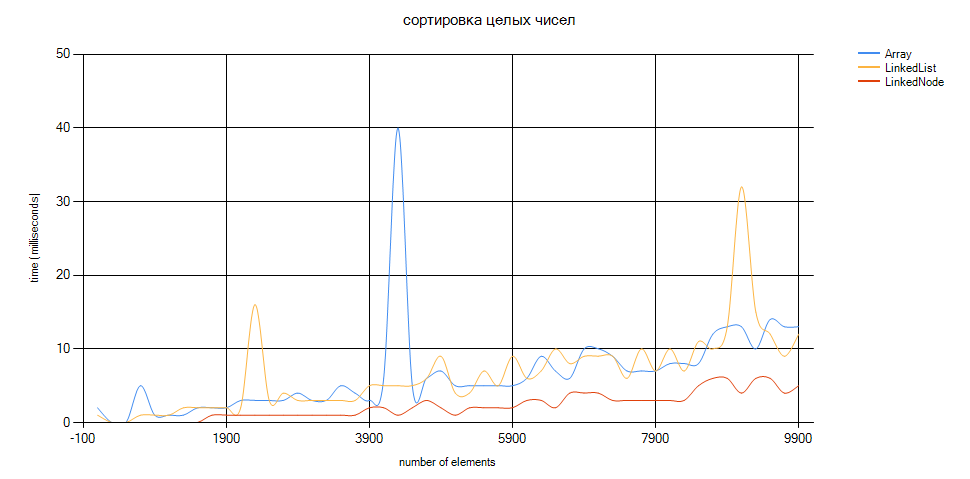 сортировка целых чисел
Array
LinkedList
LinkedNode
50
40
30
20
10
0
time (milliseconds|
-100 1900 3900 5900 7900 9900
number of elements